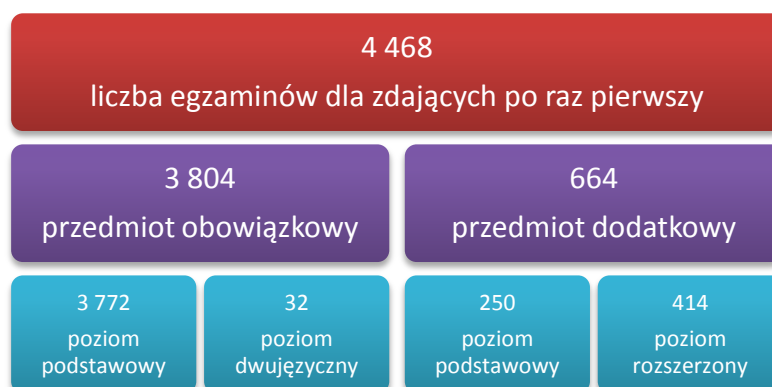 4 468
liczba egzaminów dla zdających po raz pierwszy
3 804
przedmiot obowiązkowy
664
przedmiot dodatkowy
3 772
poziom
podstawowy
32
poziom
dwujęzyczny
250
poziom
podstawowy
414
poziom
rozszerzony